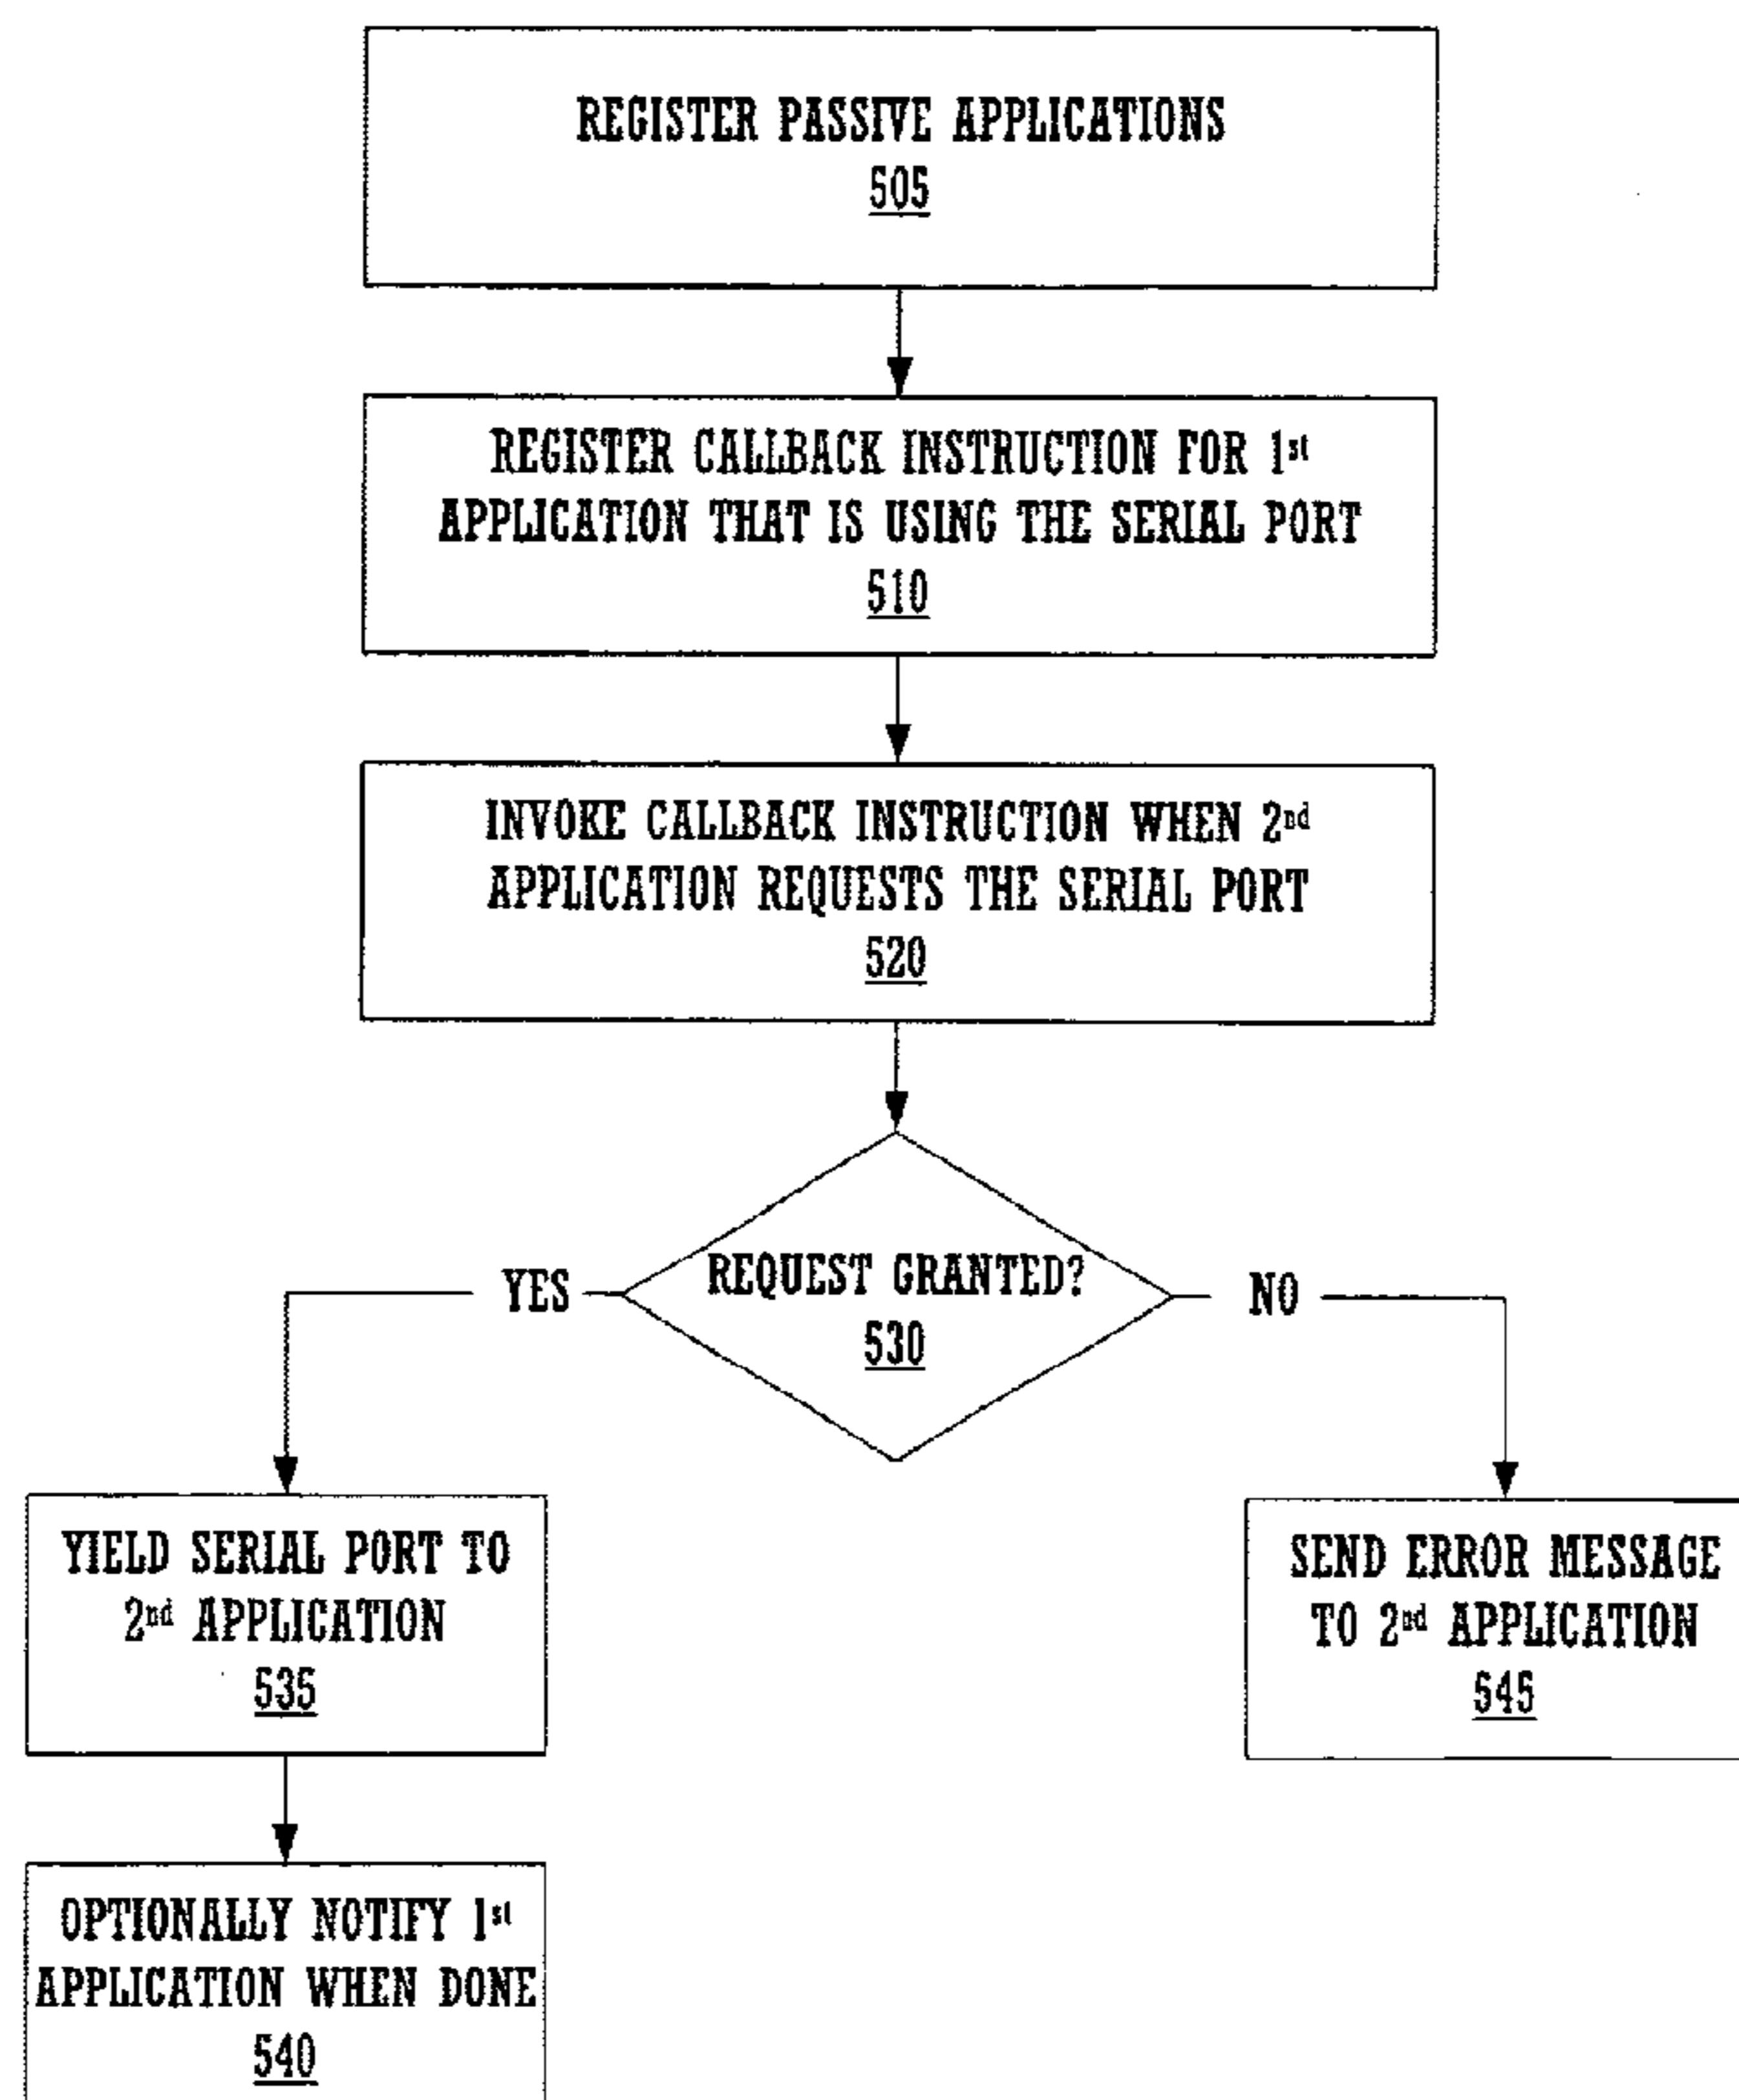 REGISTER PASSIVE APPLICATIONS
505
REGISTER CALLBACK INSTRUCTION FOR 1st
APPLICATION THAT IS USING THE SERIAL PORT
510
INVOKE CALLBACK INSTRUCTION WHEN 2nd
APPLICATION REQUESTS THE SERIAL PORT
520
REQUEST GRANTED?
530
YES
NO
YIELD SERIAL PORT TO
2nd APPLICATION
535
SEND ERROR MESSAGE
TO 2nd APPLICATION
545
OPTIONALLY NOTIFY 1st
APPLICATION WHEN DONE
540